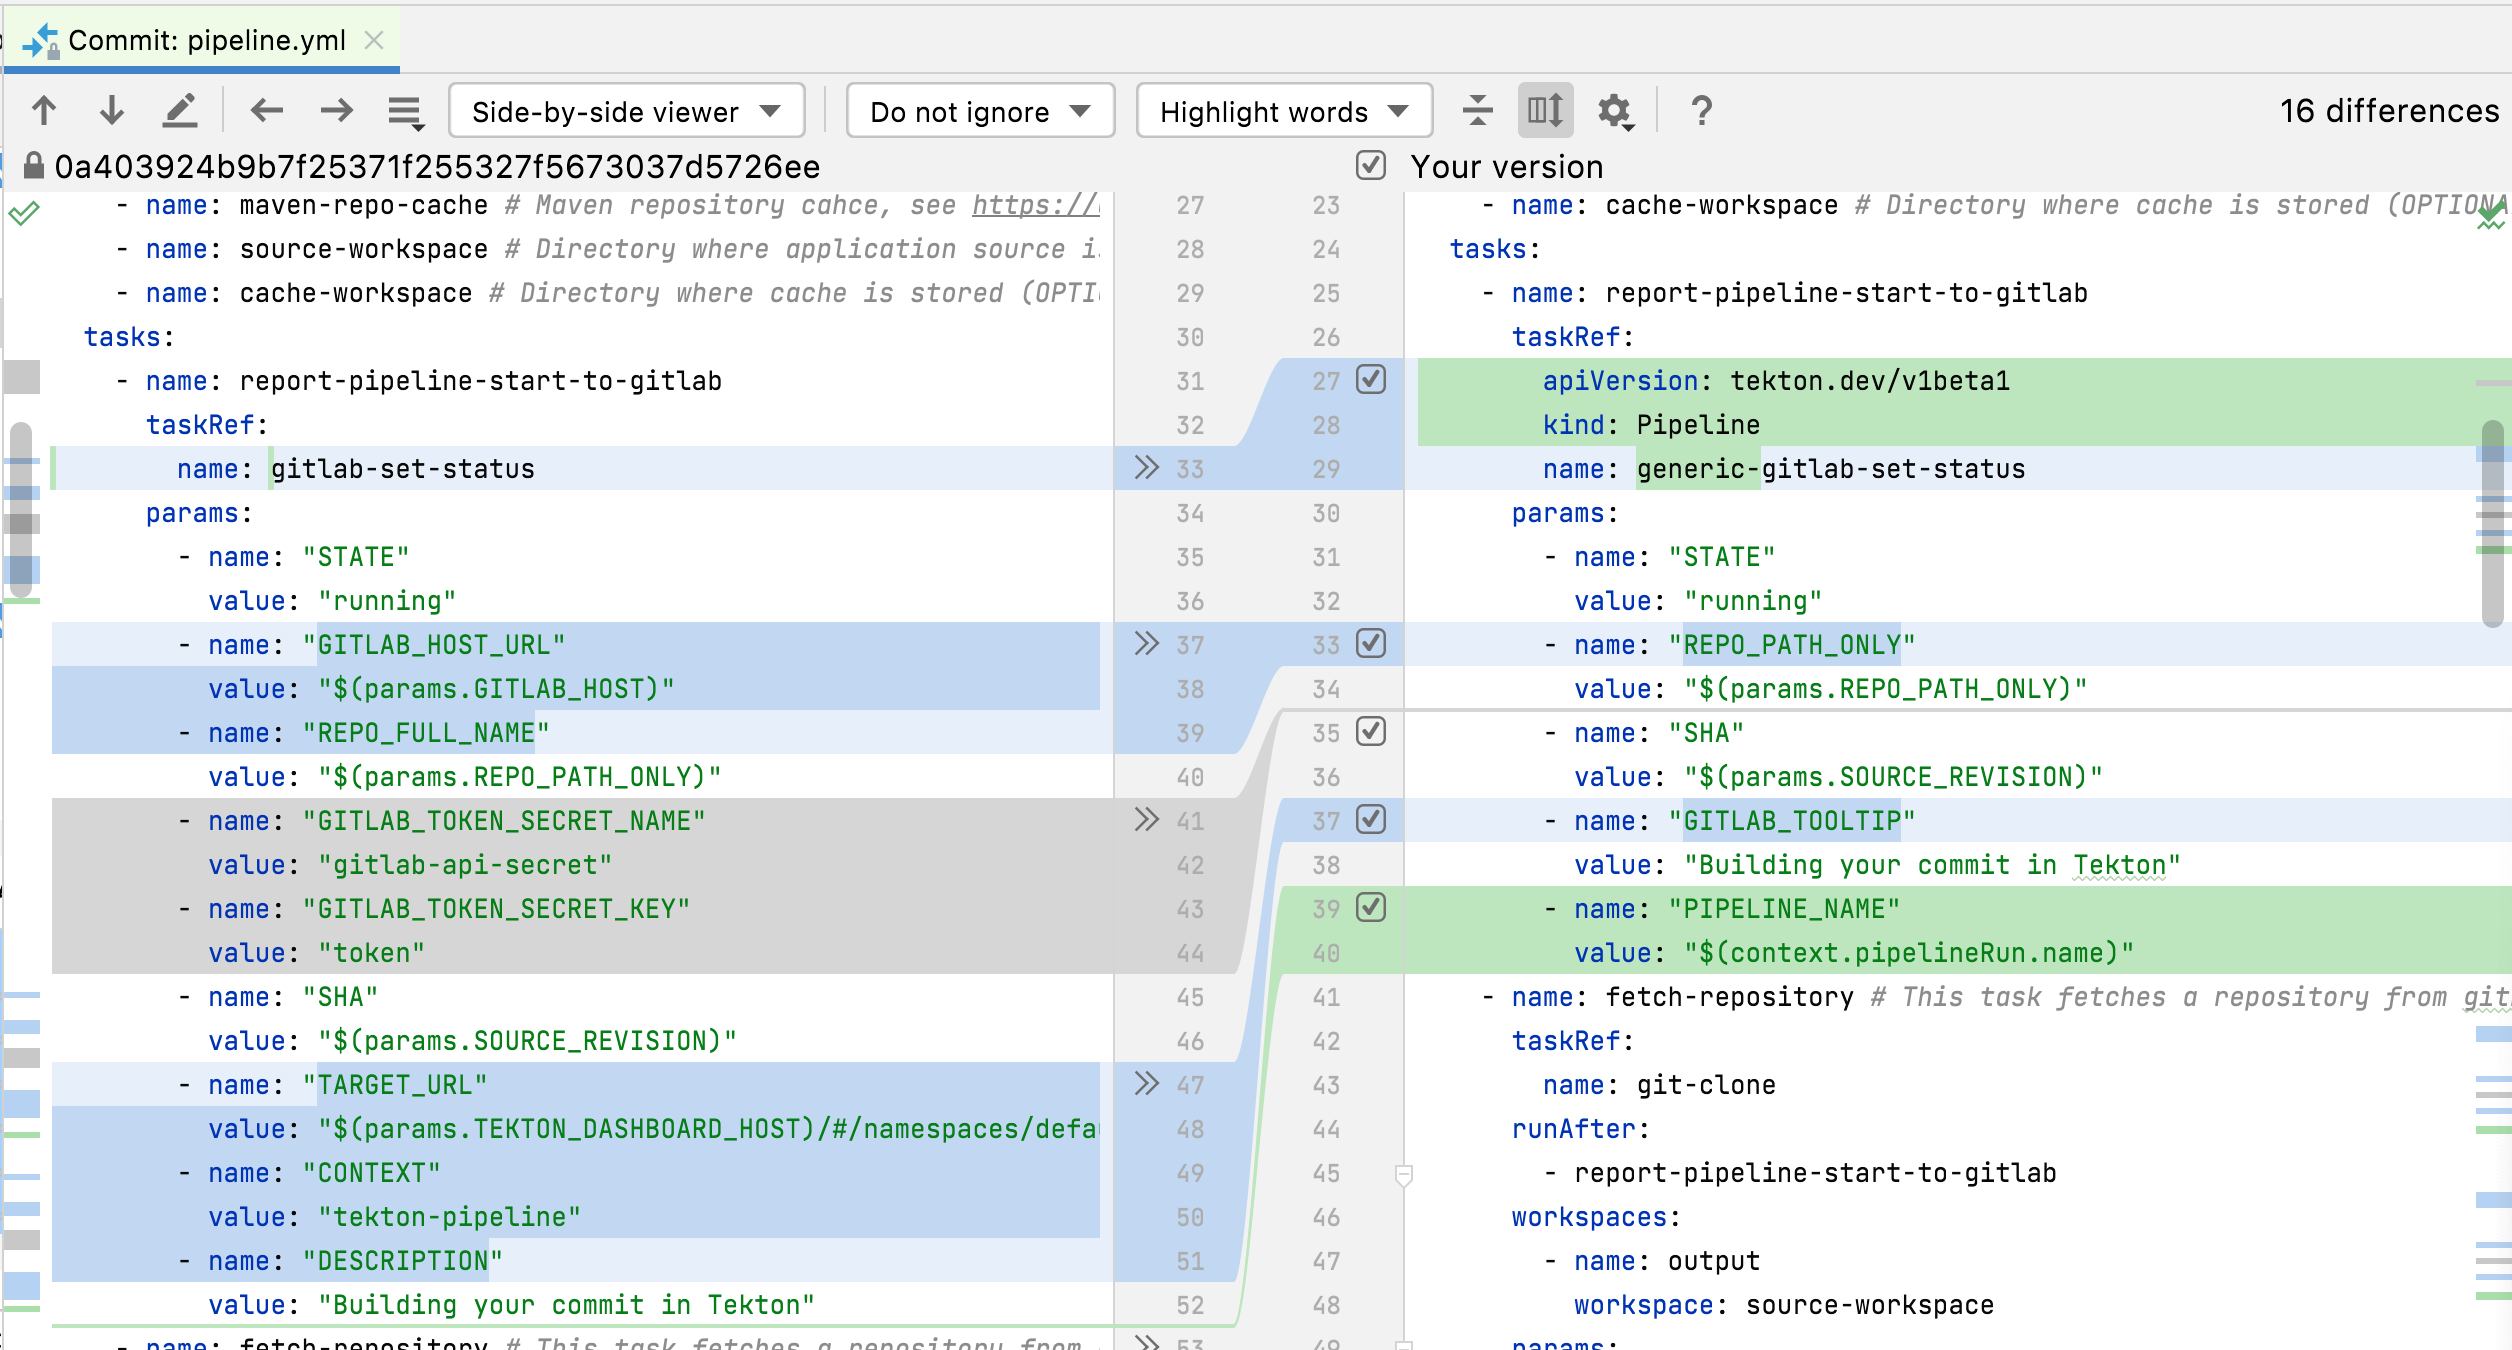 Commit: pipeline.yml
Side-by-side viewer
Do not ignore
Highlight words
?
16 differences
0a403924b9b7f25371f255327f5673037d5726ee
Your version
- name: maven-repo-cache # Maven repository cahce, see https://
27
- name: source-workspace # Directory where application source
28
- name: cache-workspace # Directory where cache is stored
29
tasks:
30
- name: report-pipeline-start-to-gitlab
31
taskRef:
32
name: gitlab-set-status
33
params:
34
- name: "STATE"
35
value: "running"
36
- name: "GITLAB_HOST_URL"
37
value: "$(params.GITLAB_HOST)"
38
- name: "REPO_FULL_NAME"
39
value: "$(params.REPO_PATH_ONLY)"
40
- name: "GITLAB_TOKEN_SECRET_NAME"
41
value: "gitlab-api-secret"
42
- name: "GITLAB_TOKEN_SECRET_KEY"
43
value: "token"
44
- name: "SHA"
45
value: "$(params.SOURCE_REVISION)"
46
- name: "TARGET_URL"
47
value: "$(params.TEKTON_DASHBOARD_HOST)/#/namespaces/defa
48
- name: "CONTEXT"
49
value: "tekton-pipeline"
50
- name: "DESCRIPTION"
51
value: "Building your commit in Tekton"
52
- name: fetch-repository # This task fetches a repository from
53
23
- name: cache-workspace # Directory where cache is stored (OPTIONA
24
tasks:
25
- name: report-pipeline-start-to-gitlab
26
taskRef:
27
apiVersion: tekton.dev/v1beta1
28
kind: Pipeline
29
name: generic-gitlab-set-status
30
params:
31
- name: "STATE"
32
value: "running"
33
- name: "REPO_PATH_ONLY"
34
value: "$(params.REPO_PATH_ONLY)"
35
- name: "SHA"
36
value: "$(params.SOURCE_REVISION)"
37
- name: "GITLAB_TOOLTIP"
38
value: "Building your commit in Tekton"
39
- name: "PIPELINE_NAME"
40
value: "$(context.pipelineRun.name)"
41
- name: fetch-repository # This task fetches a repository from git
42
taskRef:
43
name: git-clone
44
runAfter:
45
- report-pipeline-start-to-gitlab
46
workspaces:
47
- name: output
48
workspace: source-workspace
49
params: